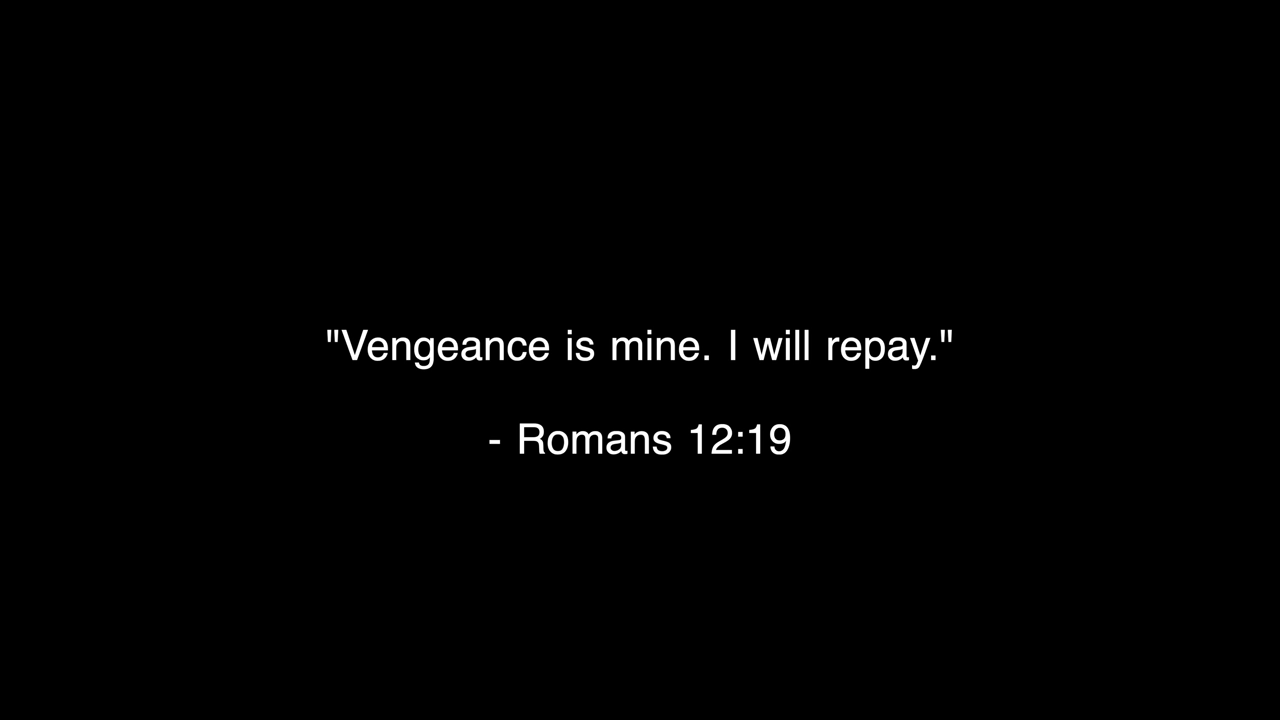 "Vengeance is mine. I will repay."
- Romans 12:19